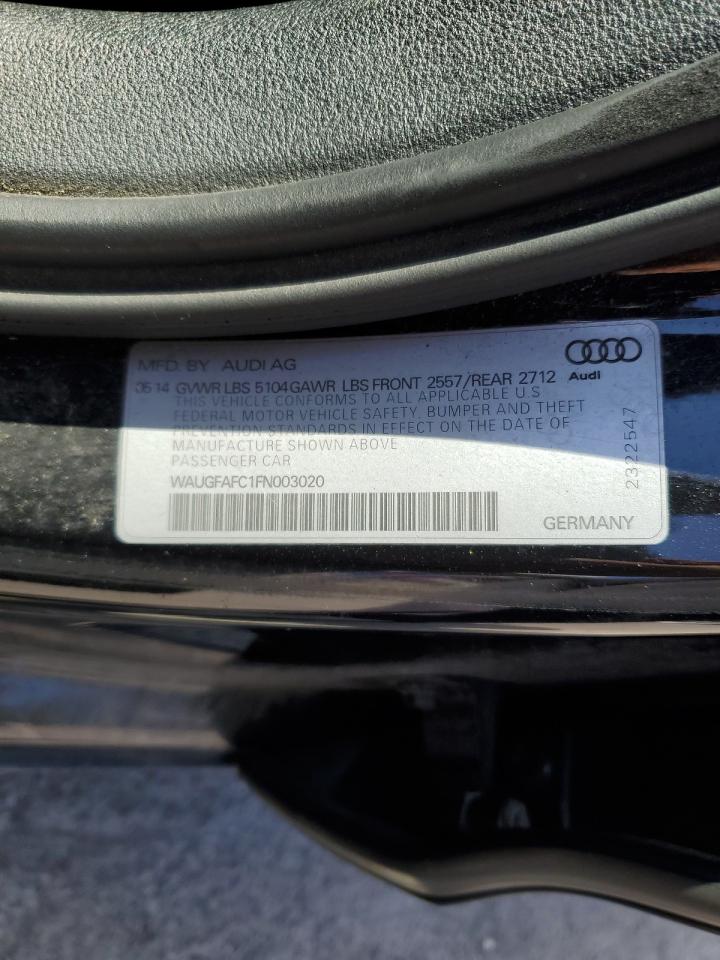 MFD. BY AUDI AG
05 14 GVWR LBS 5104 GAWR LBS FRONT 2557/REAR 2712
Audi
THIS VEHICLE CONFORMS TO ALL APPLICABLE U.S
FEDERAL MOTOR VEHICLE SAFETY, BUMPER AND THEFT
PREVENTION STANDARDS IN EFFECT ON THE DATE OF
MANUFACTURE SHOWN ABOVE
PASSENGER CAR
WAUGFAFC1FN003020
GERMANY
2322547